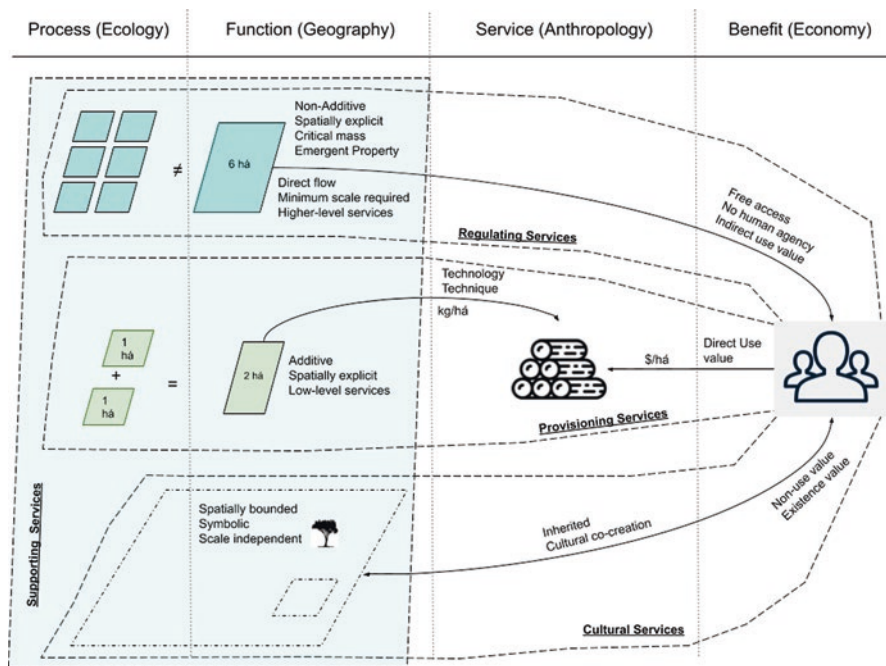 Process (Ecology)
Function (Geography)
Service (Anthropology)
Benefit (Economy)
Non-Additive
Spatially explicit
Critical mass
Emergent Property
≠
6 há
Direct flow
Minimum scale required
Higher-level services
Free access
No human agency
Indirect use value
Regulating Services
Technology
Technique
kg/há
1
há
+
1
há
=
2 há
Additive
Spatially explicit
Low-level services
$/há
Direct Use
value
Provisioning Services
Supporting Services
Spatially bounded
Symbolic
Scale independent
Inherited
Cultural co-creation
Non-use value
Existence value
Cultural Services